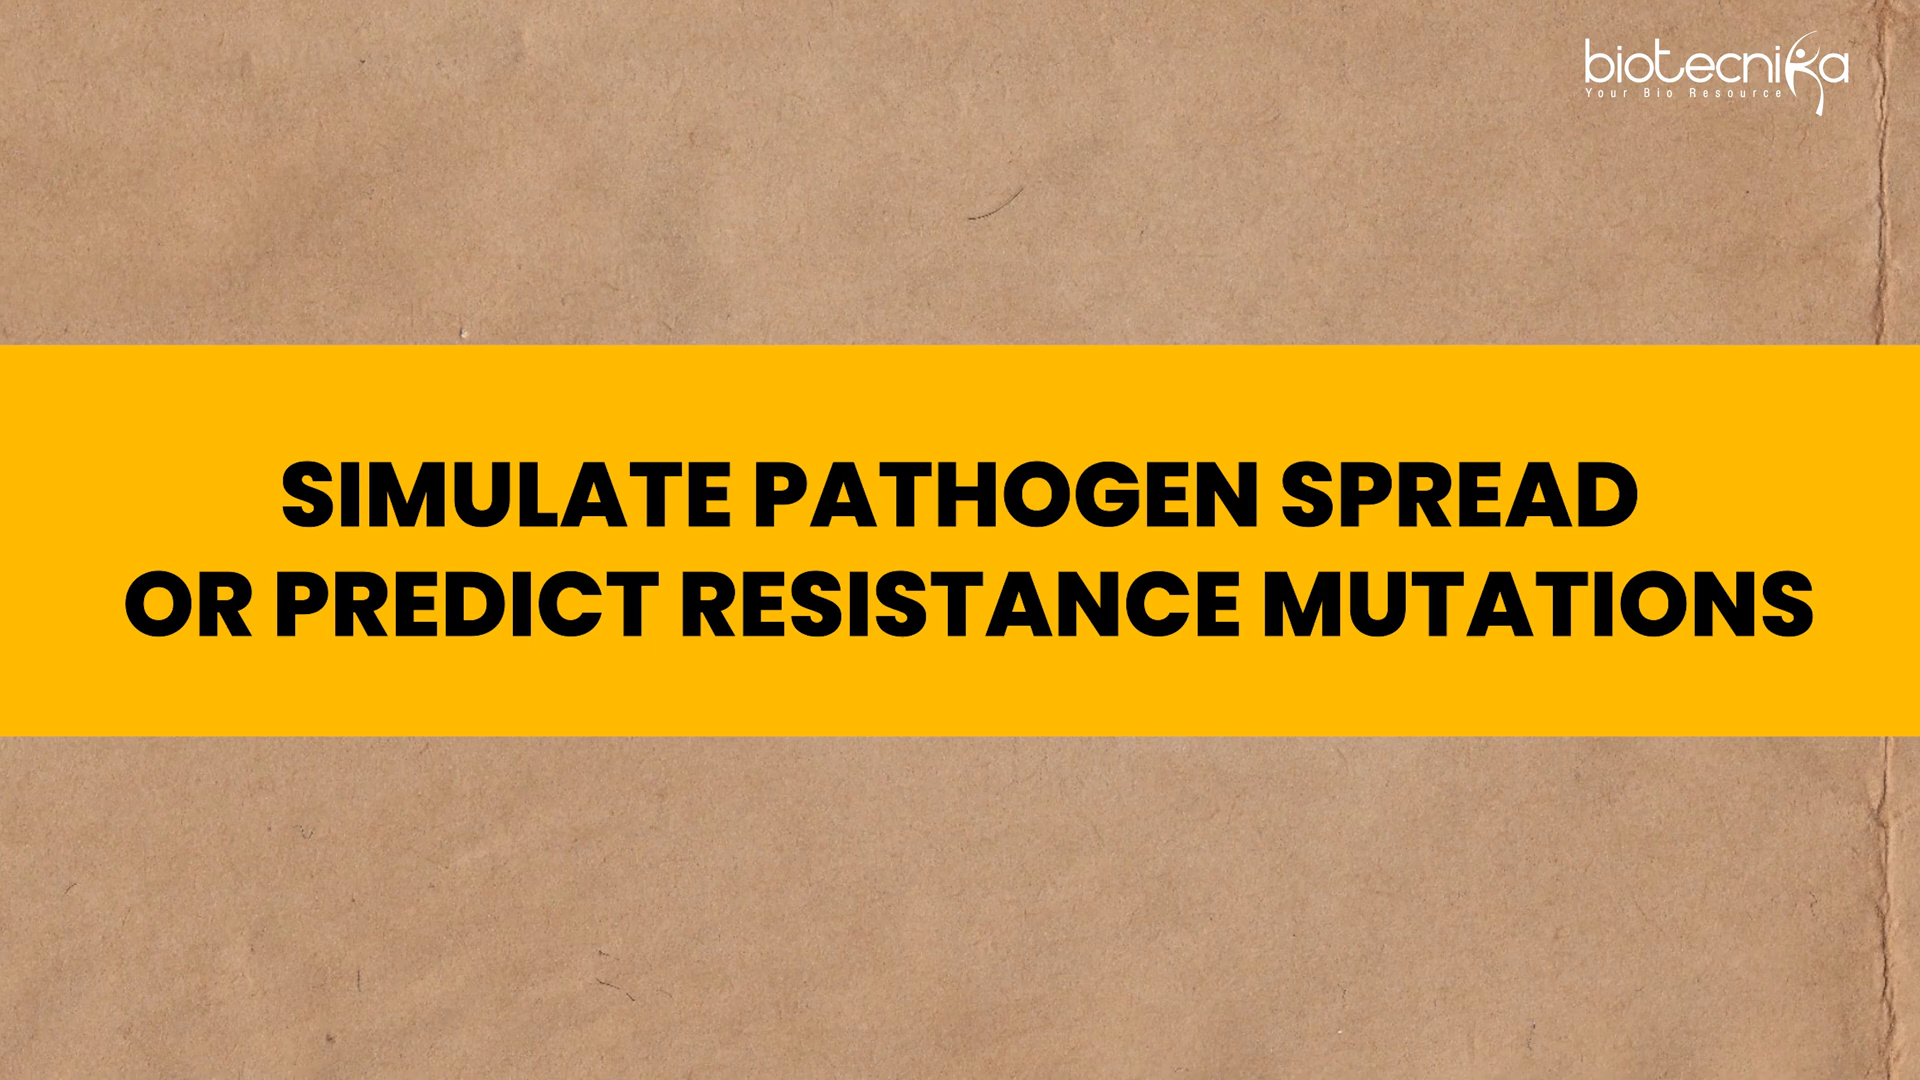 biotecnika
Your Bio Resource
SIMULATE PATHOGEN SPREAD
OR PREDICT RESISTANCE MUTATIONS